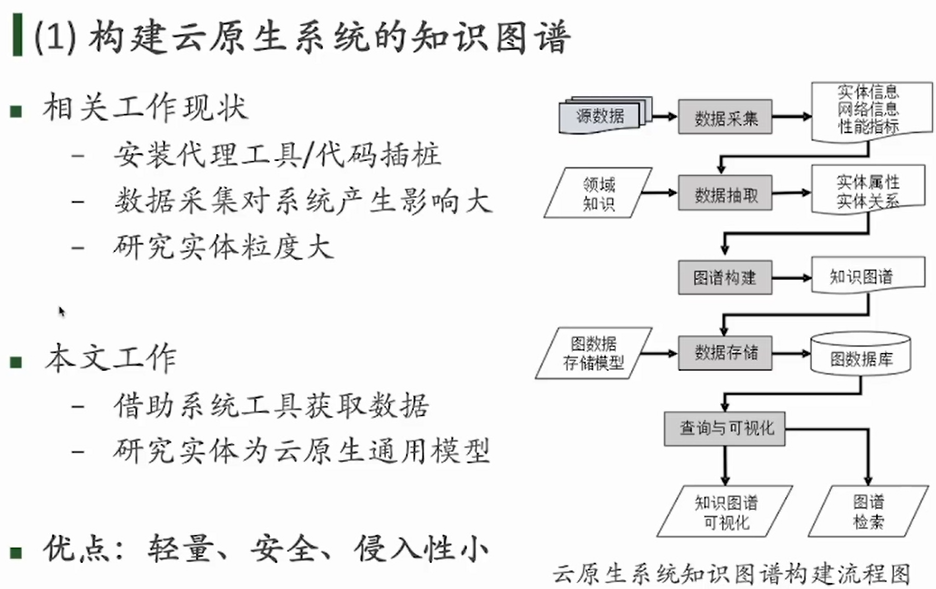 (1) 构建云原生系统的知识图谱
相关工作现状
– 安装代理工具/代码插桩
– 数据采集对系统产生影响大
– 研究实体粒度大
本文工作
– 借助系统工具获取数据
– 研究实体为云原生通用模型
优点：轻量、安全、侵入性小
源数据
数据采集
实体信息
网络信息
性能指标
领域
知识
数据抽取
实体属性
实体关系
图谱构建
知识图谱
图数据
存储模型
数据存储
图数据库
查询与可视化
知识图谱
可视化
图谱
检索
云原生系统知识图谱构建流程图